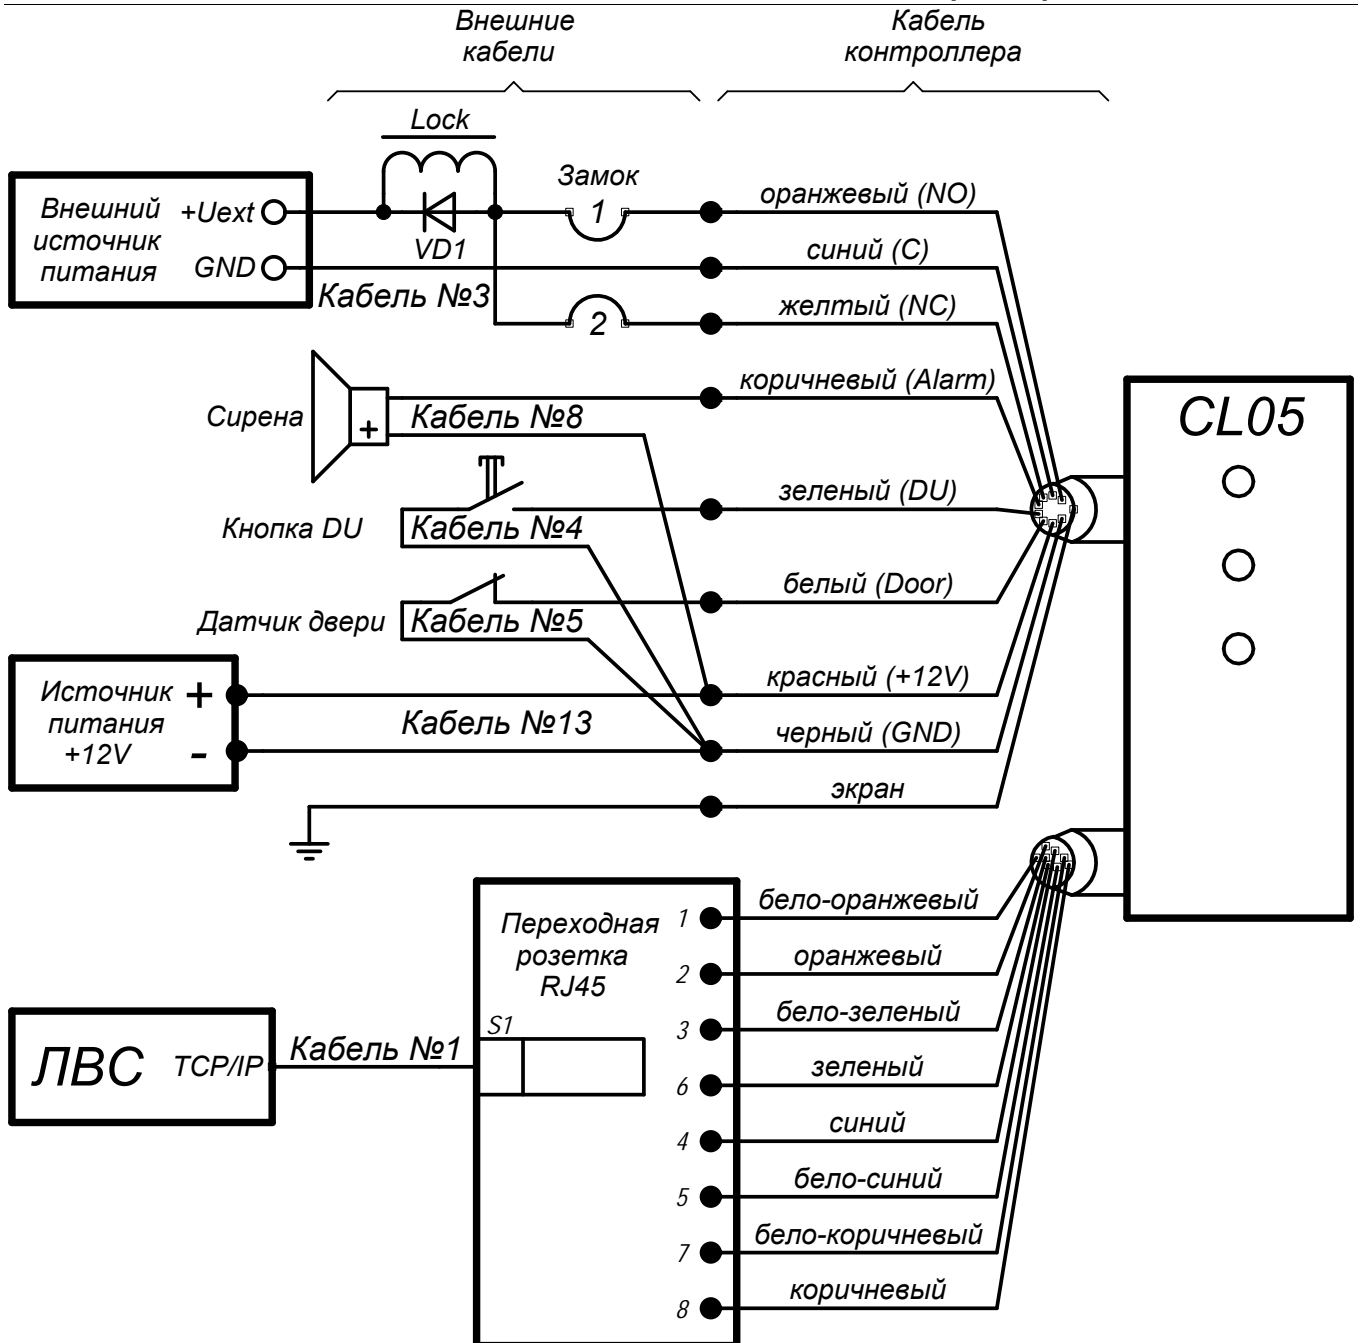 Внешние
кабели
Кабель
контроллера
Lock
Замок
Внешний
источник
питания
+Uext
GND
VD1
1
2
Кабель №3
оранжевый (NO)
синий (C)
желтый (NC)
коричневый (Alarm)
Сирена
+
Кабель №8
CL05
зеленый (DU)
Кнопка DU
Кабель №4
белый (Door)
Датчик двери
Кабель №5
Источник
питания
+12V
+
-
Кабель №13
красный (+12V)
черный (GND)
экран
Переходная
розетка
RJ45
S1
1
бело-оранжевый
2
оранжевый
3
бело-зеленый
6
зеленый
4
синий
5
бело-синий
7
бело-коричневый
8
коричневый
ЛВС
TCP/IP
Кабель №1